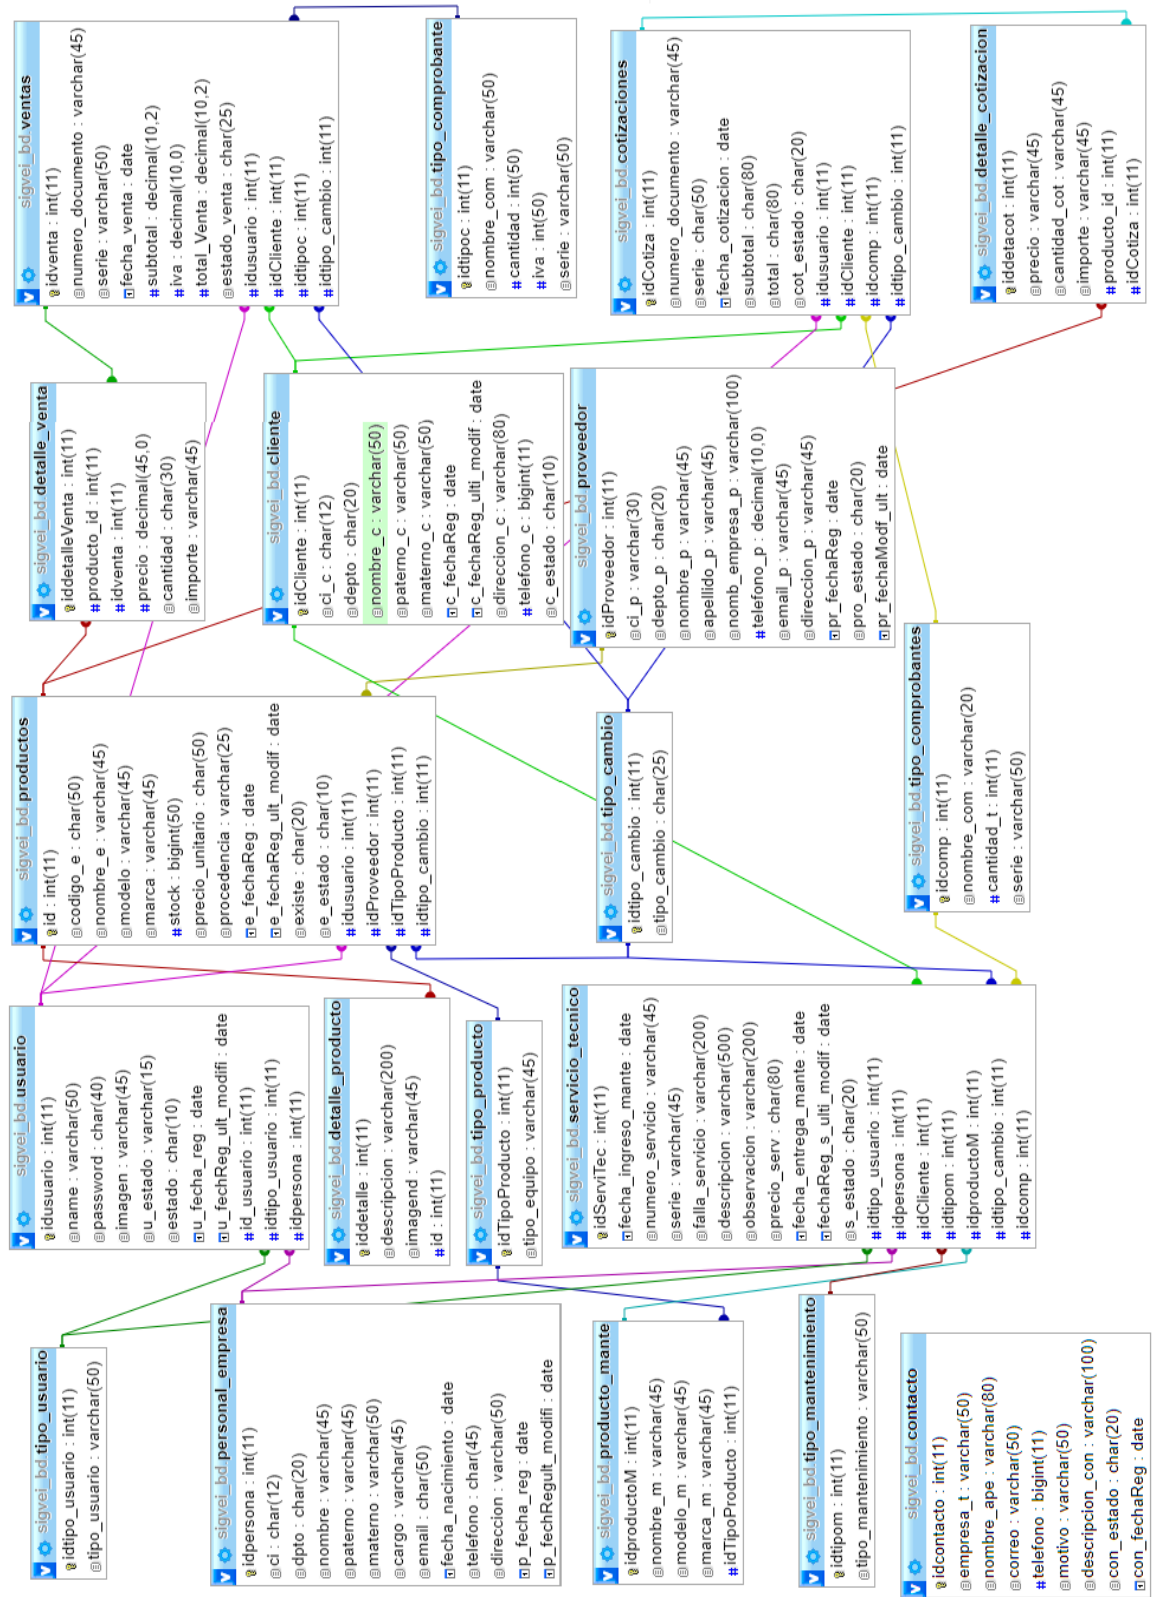 sigvei_bd tipo_usuario
idtipo_usuario : int(11)
tipo_usuario : varchar(50)
sigvei_bd personal_empresa
idpersona : int(11)
ci : char(12)
dpto : char(20)
nombre : varchar(45)
paterno : varchar(45)
materno : varchar(50)
cargo : varchar(45)
email : char(50)
fecha_nacimiento : date
telefono : char(45)
direccion : varchar(50)
p_fecha_reg : date
p_fechRegult_modifi : date
sigvei_bd producto_mante
idproductoM : int(11)
nombre_m : varchar(45)
modelo_m : varchar(45)
marca_m : varchar(45)
#idTipoProducto : int(11)
sigvei_bd tipo_mantenimiento
idtipom : int(11)
tipo_mantenimiento : varchar(50)
sigvei_bd contacto
idcontacto : int(11)
empresa_t : varchar(50)
nombre_ape : varchar(80)
correo : varchar(50)
#telefono : bigint(11)
motivo : varchar(50)
descripcion_con : varchar(100)
con_estado : char(20)
con_fechaReg : date
sigvei_bd usuario
idusuario : int(11)
name : varchar(50)
password : char(40)
imagen : varchar(45)
u_estado : varchar(15)
estado : char(10)
u_fecha_reg : date
u_fechReg_ult_modifi : date
#id_usuario : int(11)
#idtipo_usuario : int(11)
#idpersona : int(11)
sigvei_bd detalle_producto
iddetalle : int(11)
descripcion : varchar(200)
imagend : varchar(45)
#id : int(11)
sigvei_bd tipo_producto
idTipoProducto : int(11)
tipo_equipo : varchar(45)
sigvei_bd servicio_tecnico
idServiTec : int(11)
fecha_ingreso_mante : date
numero_servicio : varchar(45)
serie : varchar(45)
falla_servicio : varchar(200)
descripcion : varchar(500)
observacion : varchar(200)
precio_serv : char(80)
fecha_entrega_mante : date
fechaReg_s_ulti_modif : date
s_estado : char(20)
#idtipo_usuario : int(11)
#idpersona : int(11)
#idCliente : int(11)
#idtipom : int(11)
#idproductoM : int(11)
#idtipo_cambio : int(11)
#idcomp : int(11)
sigvei_bd productos
id : int(11)
codigo_e : char(50)
nombre_e : varchar(45)
modelo : varchar(45)
marca : varchar(45)
#stock : bigint(50)
precio_unitario : char(50)
procedencia : varchar(25)
e_fechaReg : date
e_fechaReg_ult_modif : date
existe : char(20)
e_estado : char(10)
#idusuario : int(11)
#idProveedor : int(11)
#idTipoProducto : int(11)
#idtipo_cambio : int(11)
sigvei_bd tipo_cambio
idtipo_cambio : int(11)
tipo_cambio : char(25)
sigvei_bd tipo_comprobantes
idcomp : int(11)
nombre_com : varchar(20)
#cantidad_t : int(11)
serie : varchar(50)
sigvei_bd detalle_venta
iddetalleVenta : int(11)
#producto_id : int(11)
#idventa : int(11)
#precio : decimal(45,0)
cantidad : char(30)
importe : varchar(45)
sigvei_bd cliente
idCliente : int(11)
ci_c : char(12)
depto : char(20)
nombre_c : varchar(50)
paterno_c : varchar(50)
materno_c : varchar(50)
c_fechaReg : date
c_fechaReg_ulti_modif : date
direccion_c : varchar(80)
#telefono_c : bigint(11)
c_estado : char(10)
sigvei_bd proveedor
idProveedor : int(11)
ci_p : varchar(30)
depto_p : char(20)
nombre_p : varchar(45)
apellido_p : varchar(45)
nomb_empresa_p : varchar(100)
#telefono_p : decimal(10,0)
email_p : varchar(45)
direccion_p : varchar(45)
pr_fechaReg : date
pro_estado : char(20)
pr_fechaModf_ult : date
sigvei_bd ventas
idventa : int(11)
numero_documento : varchar(45)
serie : varchar(50)
fecha_venta : date
#subtotal : decimal(10,2)
#iva : decimal(10,0)
#total_Venta : decimal(10,2)
estado_venta : char(25)
#idusuario : int(11)
#idCliente : int(11)
#idtipoc : int(11)
#idtipo_cambio : int(11)
sigvei_bd tipo_comprobante
idtipoc : int(11)
nombre_com : varchar(50)
#cantidad : int(50)
#iva : int(50)
serie : varchar(50)
sigvei_bd cotizaciones
idCotiza : int(11)
numero_documento : varchar(45)
serie : char(50)
fecha_cotizacion : date
subtotal : char(80)
total : char(80)
cot_estado : char(20)
#idusuario : int(11)
#idCliente : int(11)
#idcomp : int(11)
#idtipo_cambio : int(11)
sigvei_bd detalle_cotizacion
iddetacot : int(11)
precio : varchar(45)
cantidad_cot : varchar(45)
importe : varchar(45)
#producto_id : int(11)
#idCotiza : int(11)